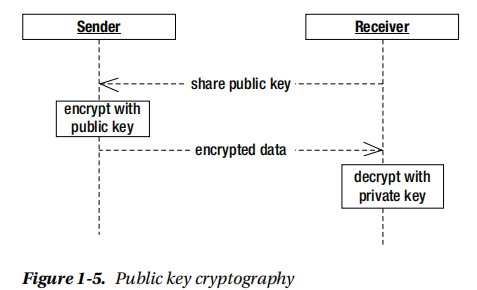 Sender
Receiver
share public key
encrypt with
public key
encrypted data
decrypt with
private key
Figure 1-5. Public key cryptography